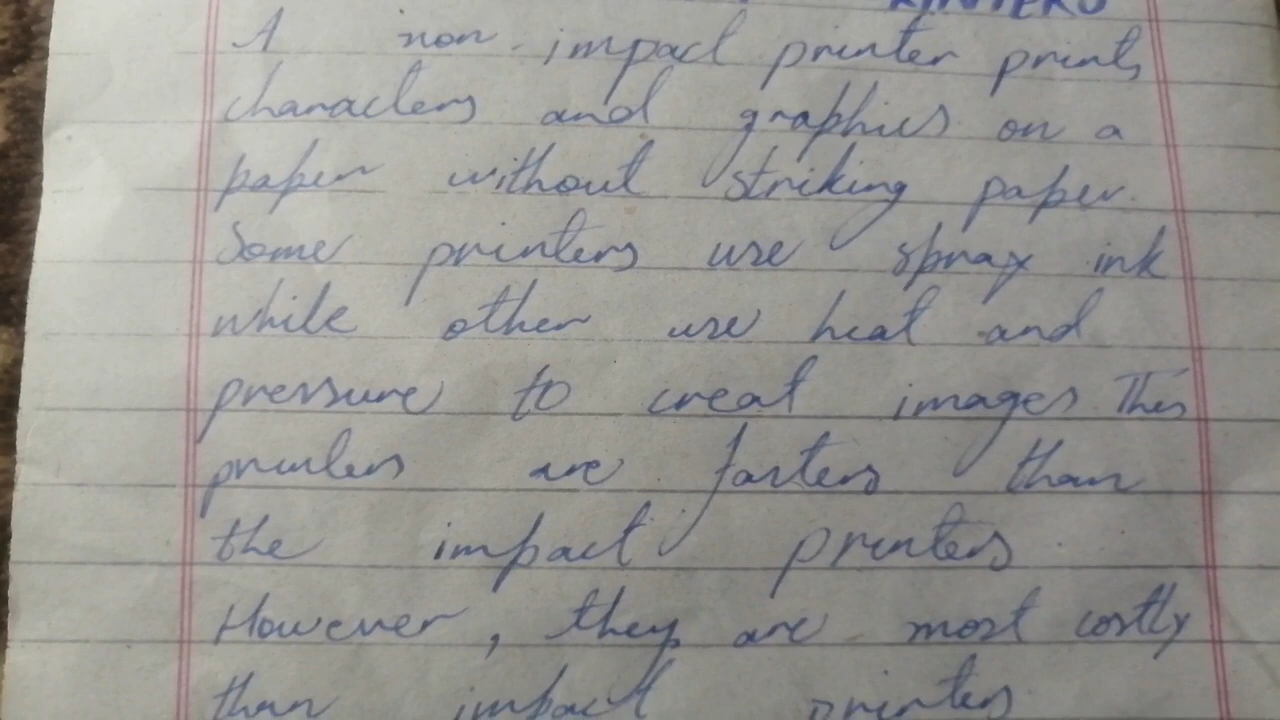 A non-impact printer prints
characters and graphics on a
paper without striking paper.
Some printers use spray ink
while other use heat and
pressure to creat images This
printers are fasters than
the impact printers.
However, they are most costly
than impact printers